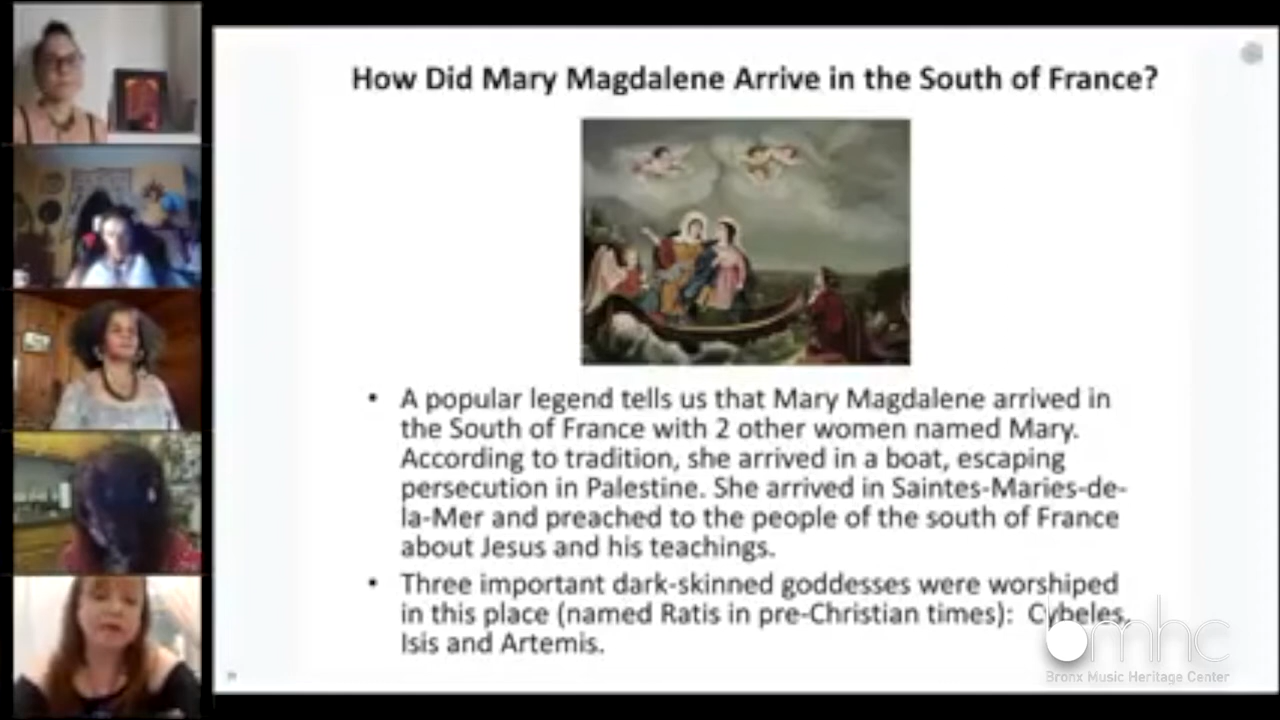 How Did Mary Magdalene Arrive in the South of France?
• A popular legend tells us that Mary Magdalene arrived in
the South of France with 2 other women named Mary.
According to tradition, she arrived in a boat, escaping
persecution in Palestine. She arrived in Saintes-Maries-de-
la-Mer and preached to the people of the south of France
about Jesus and his teachings.
• Three important dark-skinned goddesses were worshiped
in this place (named Ratis in pre-Christian times): Cybeles,
Isis and Artemis.
bmhc
Bronx Music Heritage Center